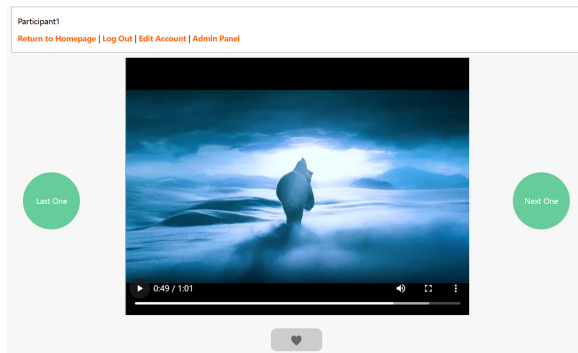 Participant1
Return to Homepage | Log Out | Edit Account | Admin Panel
Last One
Next One
0:49 / 1:01